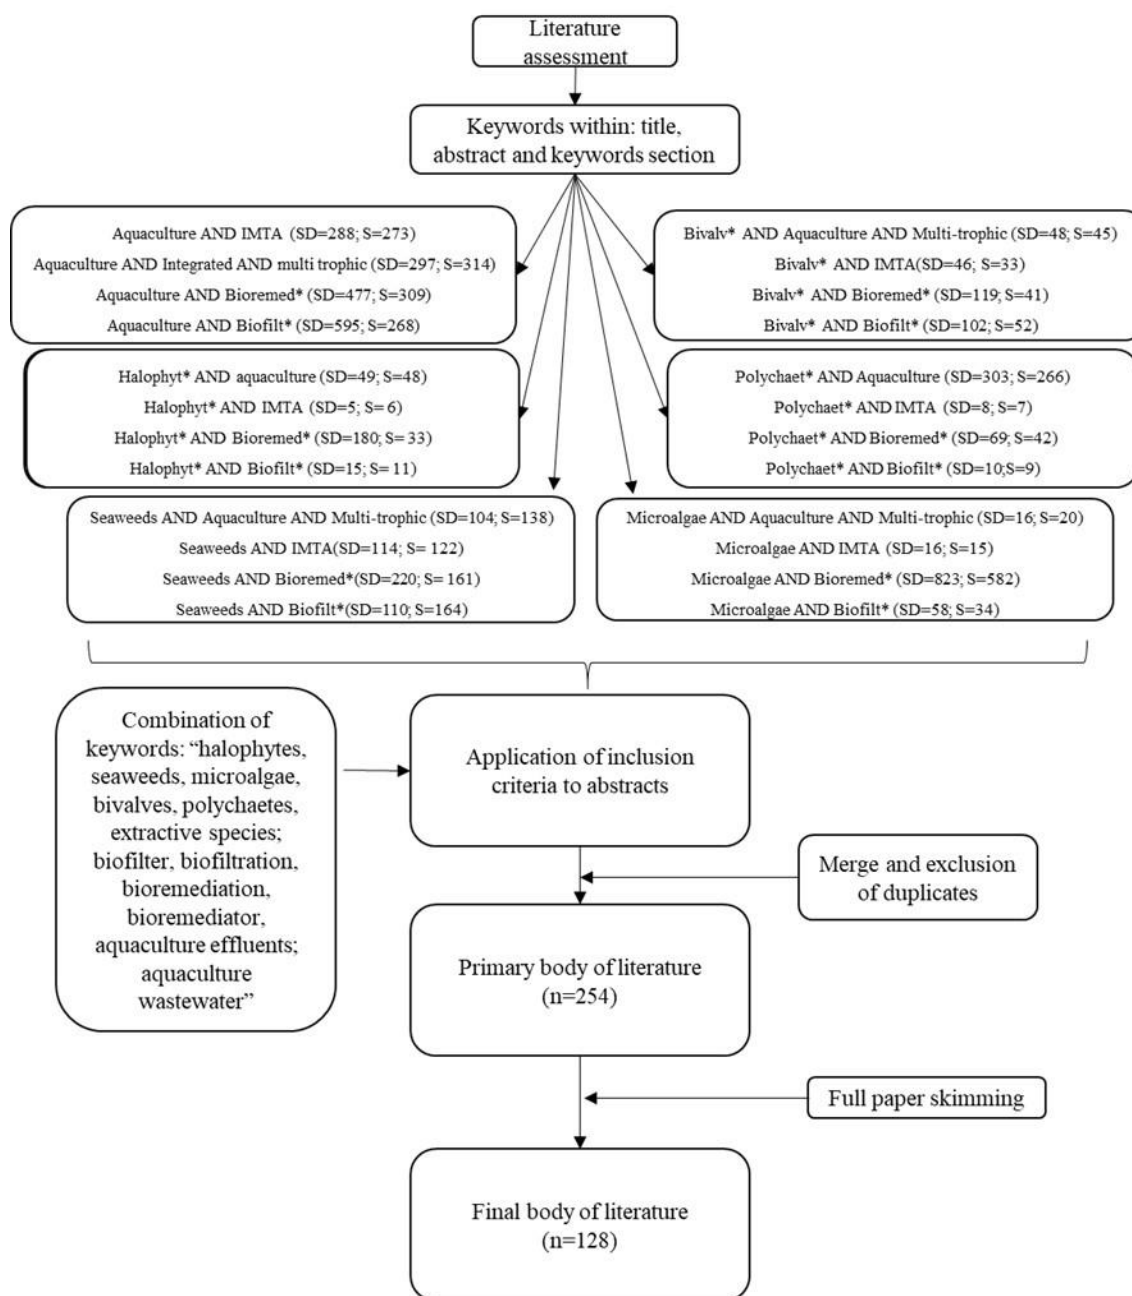 Literature
assessment
Keywords within: title,
abstract and keywords section
Aquaculture AND IMTA (SD=288; S=273)
Aquaculture AND Integrated AND multi trophic (SD=297; S=314)
Aquaculture AND Bioremed* (SD=477; S=309)
Aquaculture AND Biofilt* (SD=595; S=268)
Bivalv* AND Aquaculture AND Multi-trophic (SD=48; S=45)
Bivalv* AND IMTA(SD=46; S=33)
Bivalv* AND Bioremed* (SD=119; S=41)
Bivalv* AND Biofilt* (SD=102; S=52)
Halophyt* AND aquaculture (SD=49; S=48)
Halophyt* AND IMTA (SD=5; S= 6)
Halophyt* AND Bioremed* (SD=180; S= 33)
Halophyt* AND Biofilt* (SD=15; S= 11)
Polychaet* AND Aquaculture (SD=303; S=266)
Polychaet* AND IMTA (SD=8; S=7)
Polychaet* AND Bioremed* (SD=69; S=42)
Polychaet* AND Biofilt* (SD=10;S=9)
Seaweeds AND Aquaculture AND Multi-trophic (SD=104; S=138)
Seaweeds AND IMTA(SD=114; S= 122)
Seaweeds AND Bioremed*(SD=220; S= 161)
Seaweeds AND Biofilt*(SD=110; S=164)
Microalgae AND Aquaculture AND Multi-trophic (SD=16; S=20)
Microalgae AND IMTA (SD=16; S=15)
Microalgae AND Bioremed* (SD=823; S=582)
Microalgae AND Biofilt* (SD=58; S=34)
Combination of
keywords: “halophytes,
seaweeds, microalgae,
bivalves, polychaetes,
extractive species;
biofilter, biofiltration,
bioremediation,
bioremediator,
aquaculture effluents;
aquaculture
wastewater”
Application of inclusion
criteria to abstracts
Merge and exclusion
of duplicates
Primary body of literature
(n=254)
Full paper skimming
Final body of literature
(n=128)